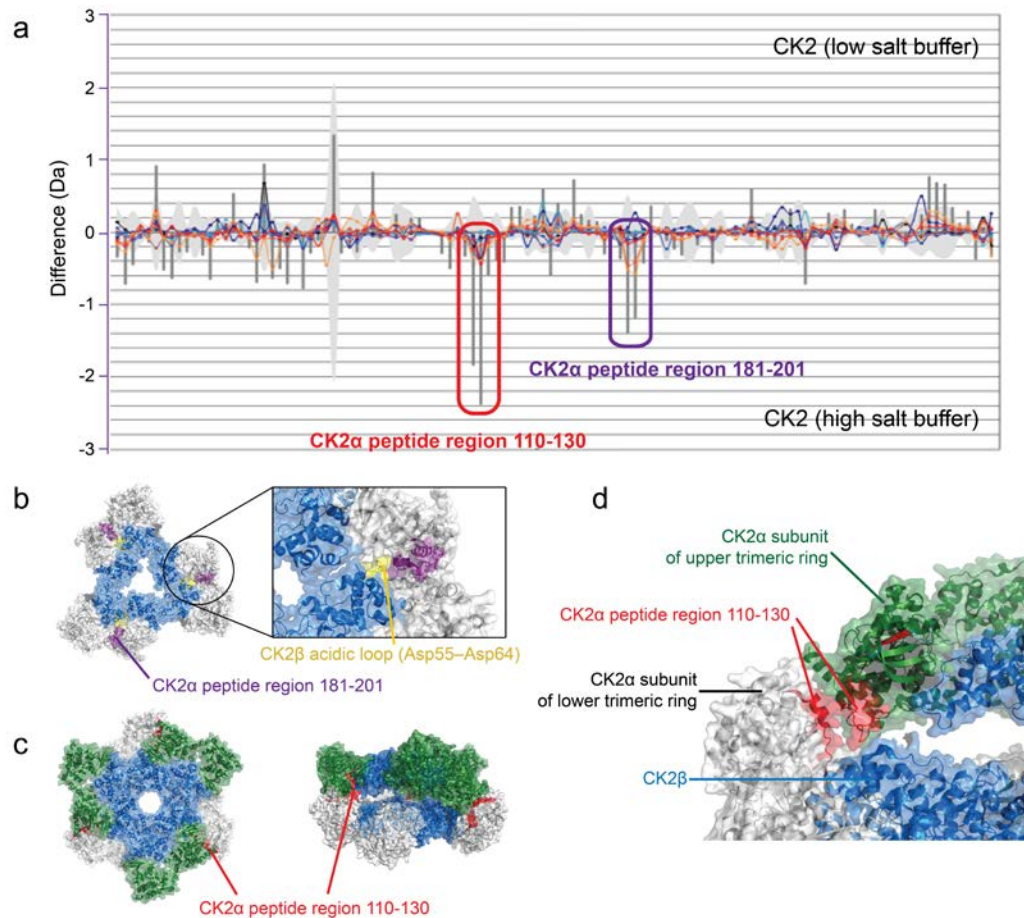 a
3
2
1
0
-1
-2
-3
Difference (Da)
CK2 (low salt buffer)
CK2α peptide region 181-201
CK2 (high salt buffer)
CK2α peptide region 110-130
b
CK2β acidic loop (Asp55–Asp64)
CK2α peptide region 181-201
c
CK2α peptide region 110-130
d
CK2α subunit
of upper trimeric ring
CK2α peptide region 110-130
CK2α subunit
of lower trimeric ring
CK2β